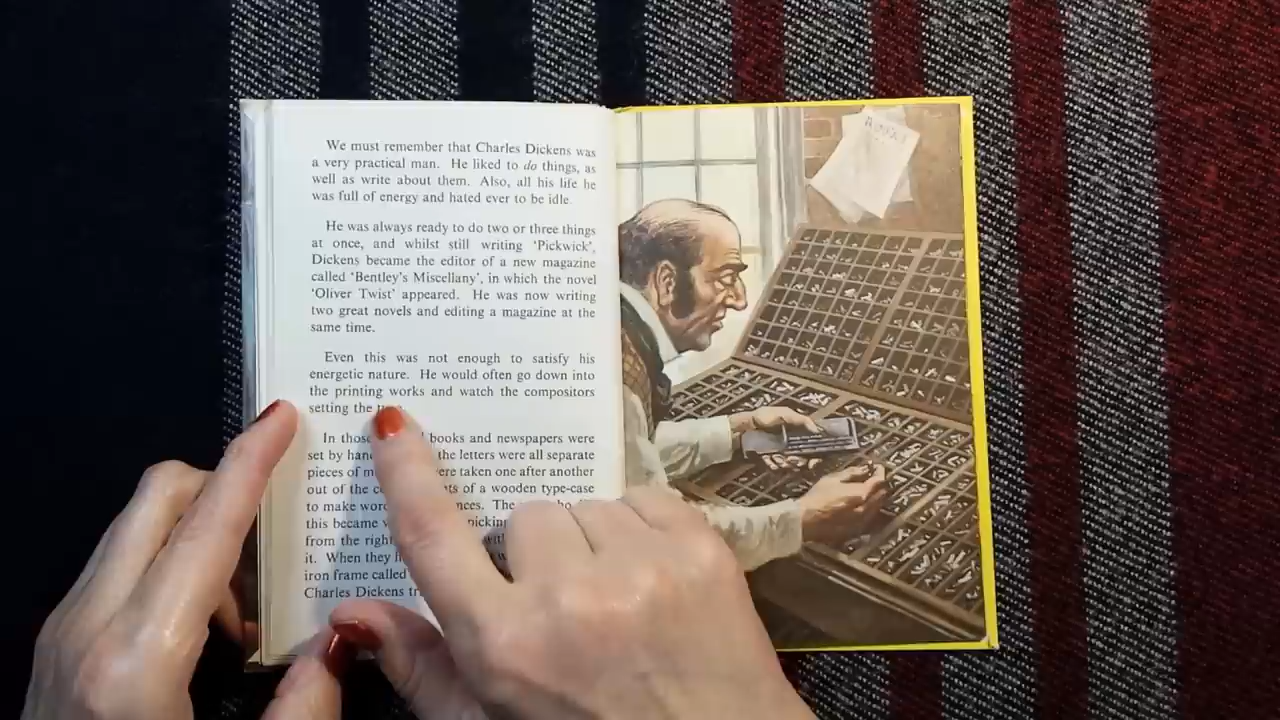 We must remember that Charles Dickens was
a very practical man. He liked to do things, as
well as write about them. Also, all his life he
was full of energy and hated ever to be idle.
He was always ready to do two or three things
at once, and whilst still writing 'Pickwick',
Dickens became the editor of a new magazine
called 'Bentley's Miscellany', in which the novel
'Oliver Twist' appeared. He was now writing
two great novels and editing a magazine at the
same time.
Even this was not enough to satisfy his
energetic nature. He would often go down into
the printing works and watch the compositors
setting the
In those books and newspapers were
set by the letters were all separate
pieces of were taken one after another
out of the of a wooden type-case
to make The
this became
from the right
it. When they
iron frame called
Charles Dickens